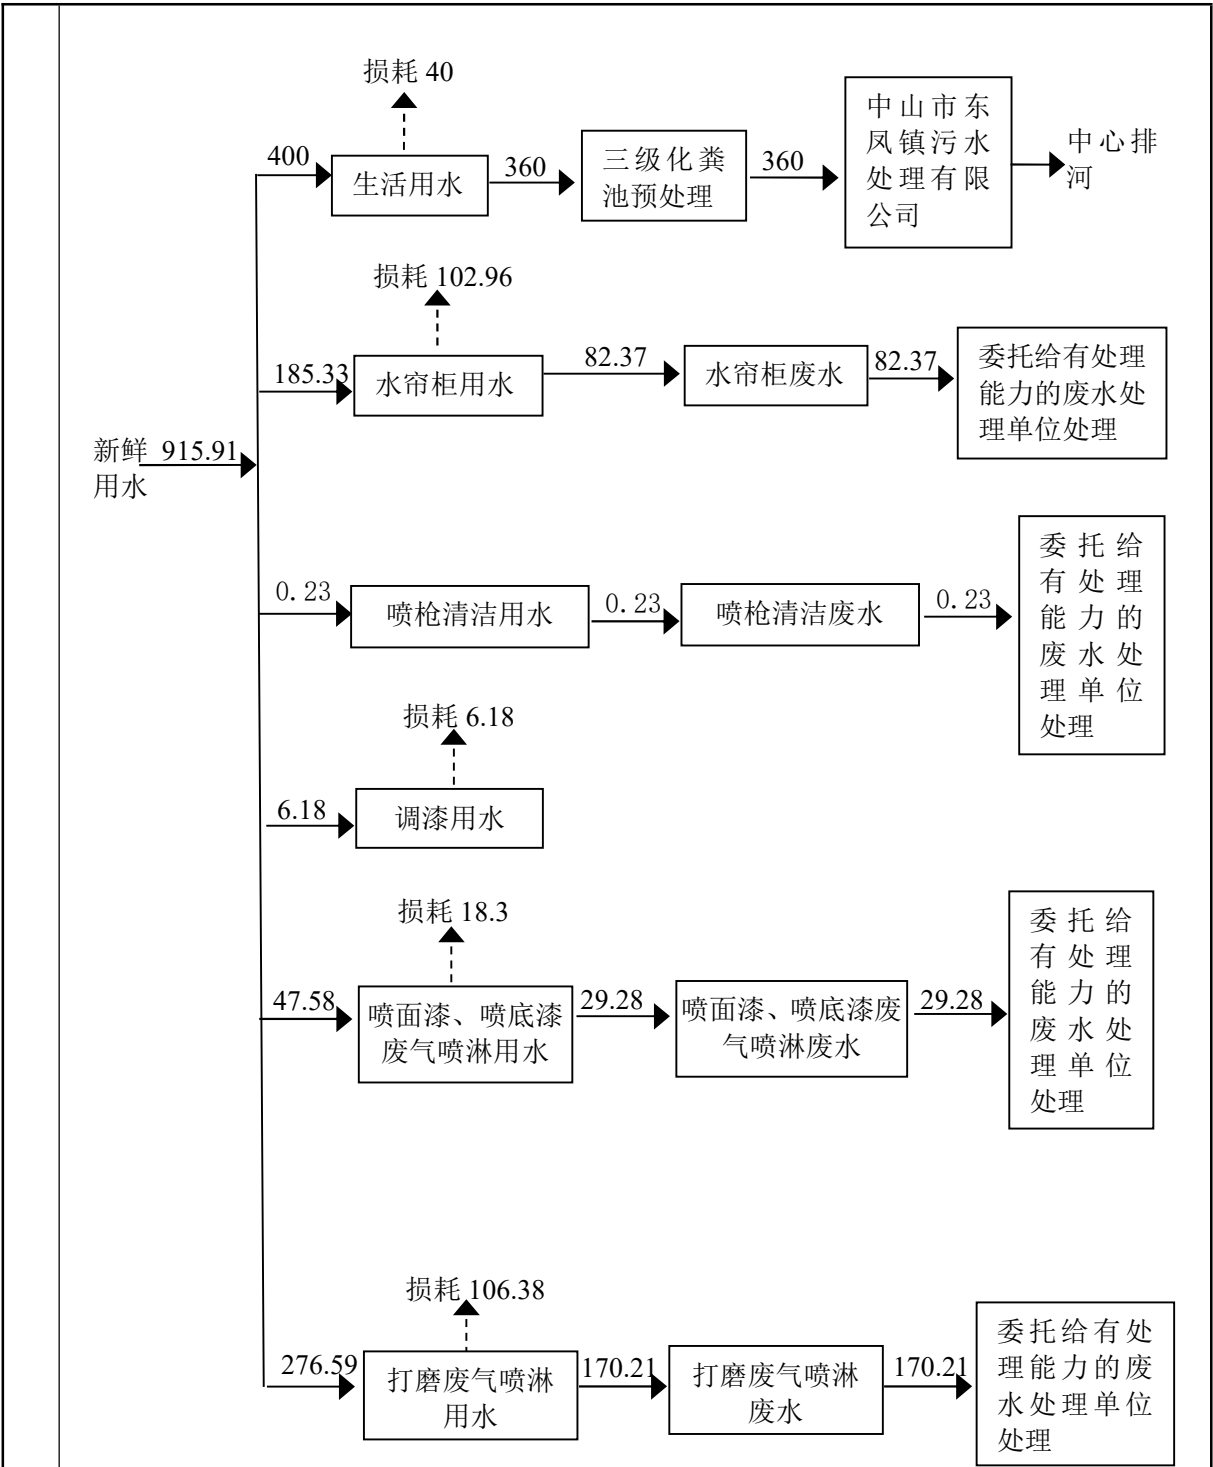 损耗 40
400
生活用水
360
三级化粪
池预处理
360
中山市东
凤镇污水
处理有限
公司
中心排
河
损耗 102.96
185.33
水帘柜用水
82.37
水帘柜废水
82.37
委托给有处理
能力的废水处
理单位处理
新鲜
用水
915.91
0.23
喷枪清洁用水
0.23
喷枪清洁废水
0.23
委托给
有处理
能力的
废水处
理单位
处理
损耗 6.18
6.18
调漆用水
损耗 18.3
47.58
喷面漆、喷底漆
废气喷淋用水
29.28
喷面漆、喷底漆废
气喷淋废水
29.28
委托给
有处理
能力的
废水处
理单位
处理
损耗 106.38
276.59
打磨废气喷淋
用水
170.21
打磨废气喷淋
废水
170.21
委托给有处
理能力的废
水处理单位
处理